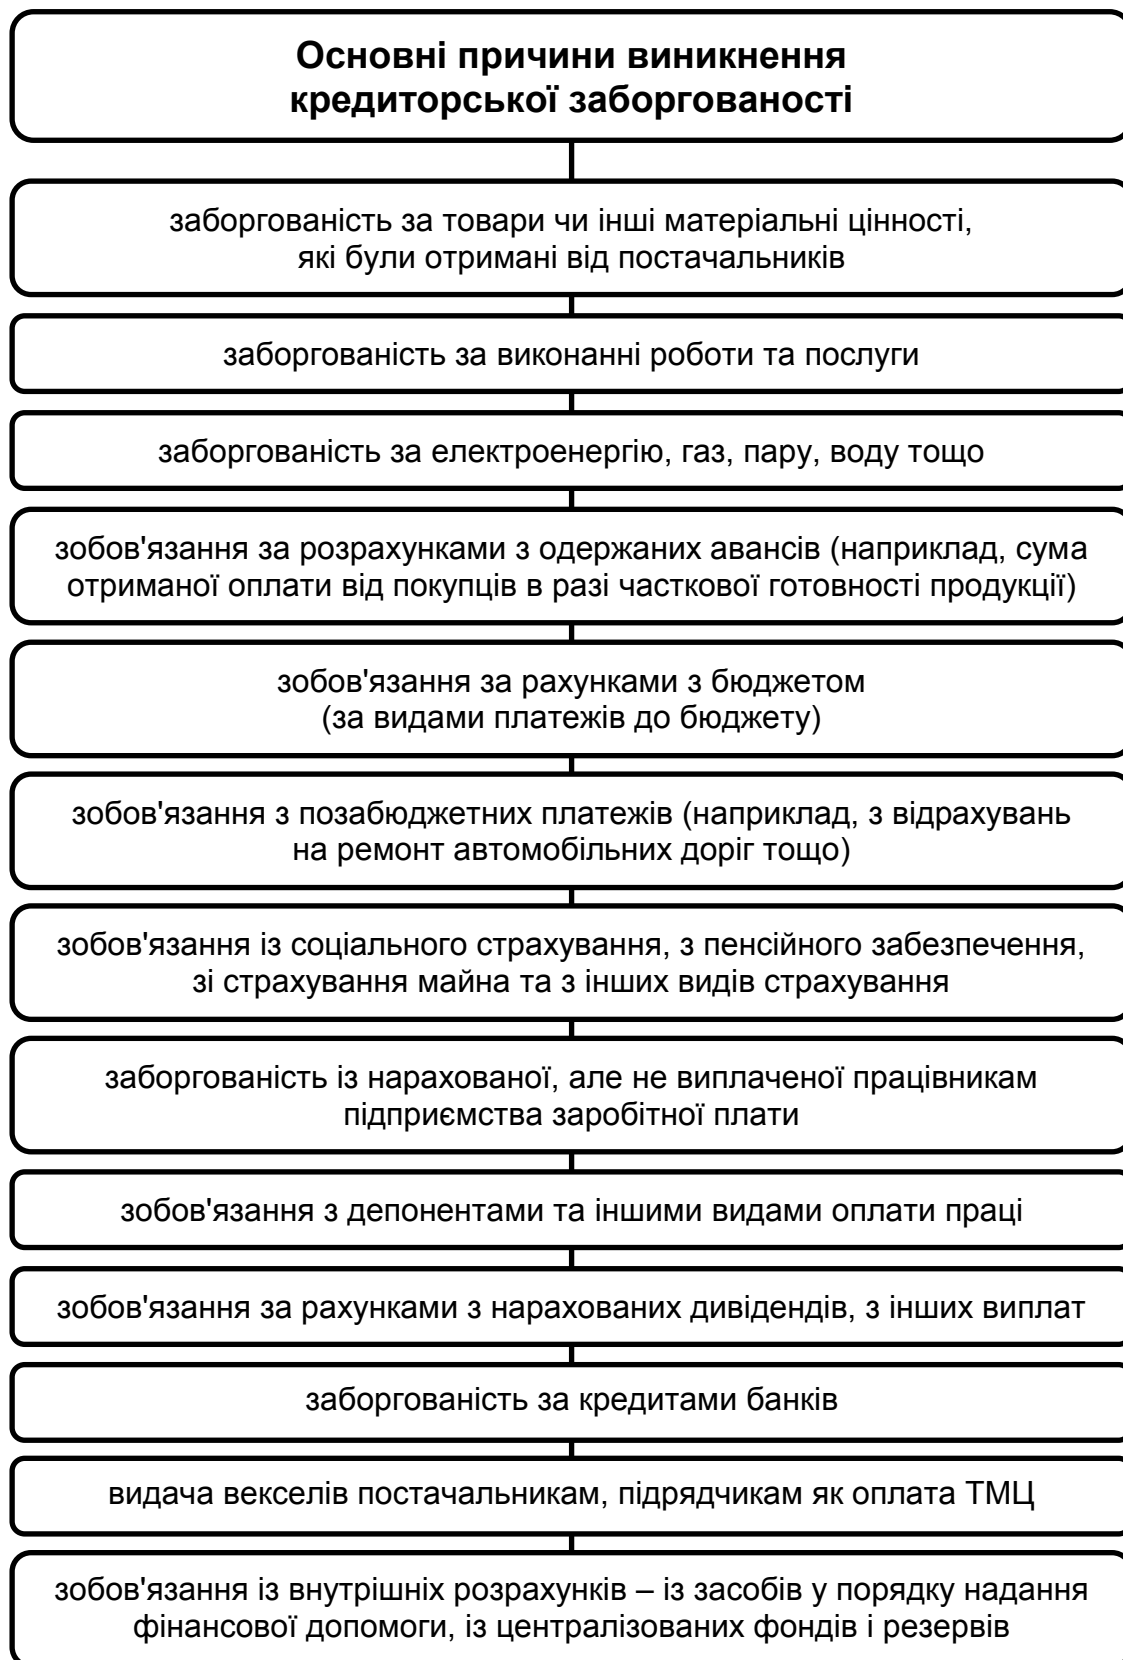 Основні причини виникнення
кредиторської заборгованості
заборгованість за товари чи інші матеріальні цінності,
які були отримані від постачальників
заборгованість за виконанні роботи та послуги
заборгованість за електроенергію, газ, пару, воду тощо
зобов'язання за розрахунками з одержаних авансів (наприклад, сума
отриманої оплати від покупців в разі часткової готовності продукції)
зобов'язання за рахунками з бюджетом
(за видами платежів до бюджету)
зобов'язання з позабюджетних платежів (наприклад, з відрахувань
на ремонт автомобільних доріг тощо)
зобов'язання із соціального страхування, з пенсійного забезпечення,
зі страхування майна та з інших видів страхування
заборгованість із нарахованої, але не виплаченої працівникам
підприємства заробітної плати
зобов'язання з депонентами та іншими видами оплати праці
зобов'язання за рахунками з нарахованих дивідендів, з інших виплат
заборгованість за кредитами банків
видача векселів постачальникам, підрядчикам як оплата ТМЦ
зобов'язання із внутрішніх розрахунків – із засобів у порядку надання
фінансової допомоги, із централізованих фондів і резервів